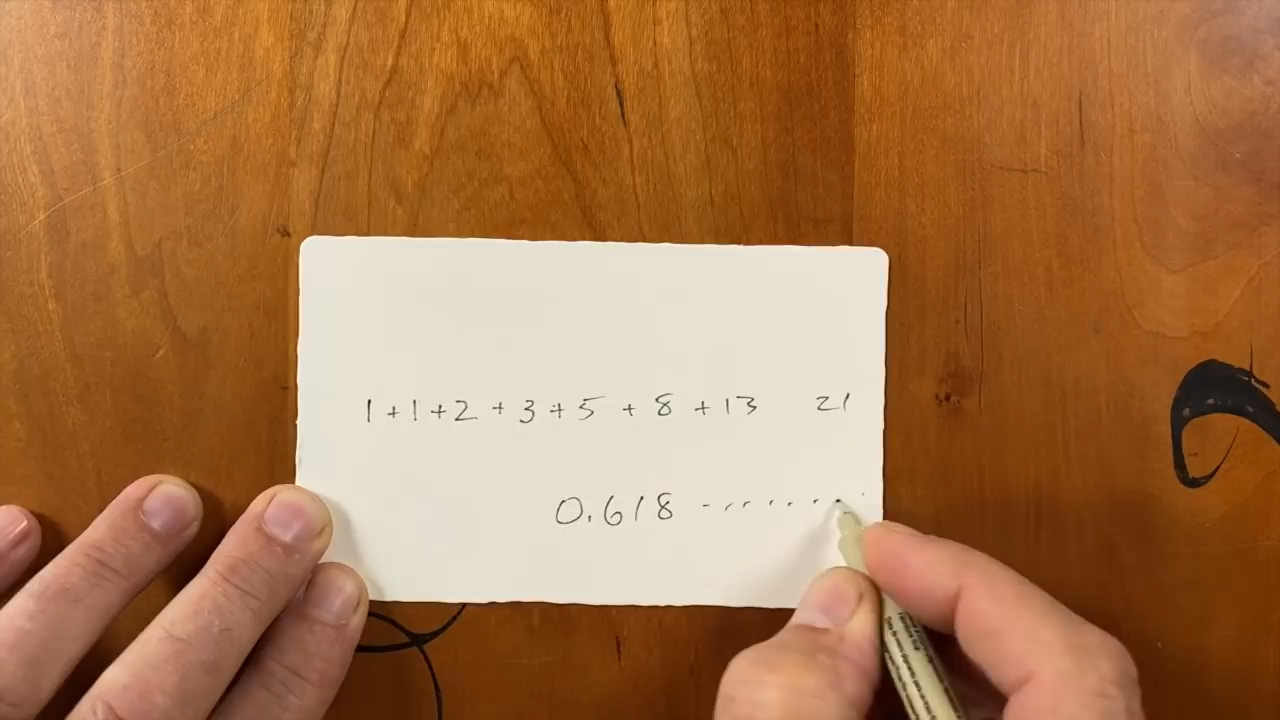 1+1+2+3+5+8+13 21
0.618 ........